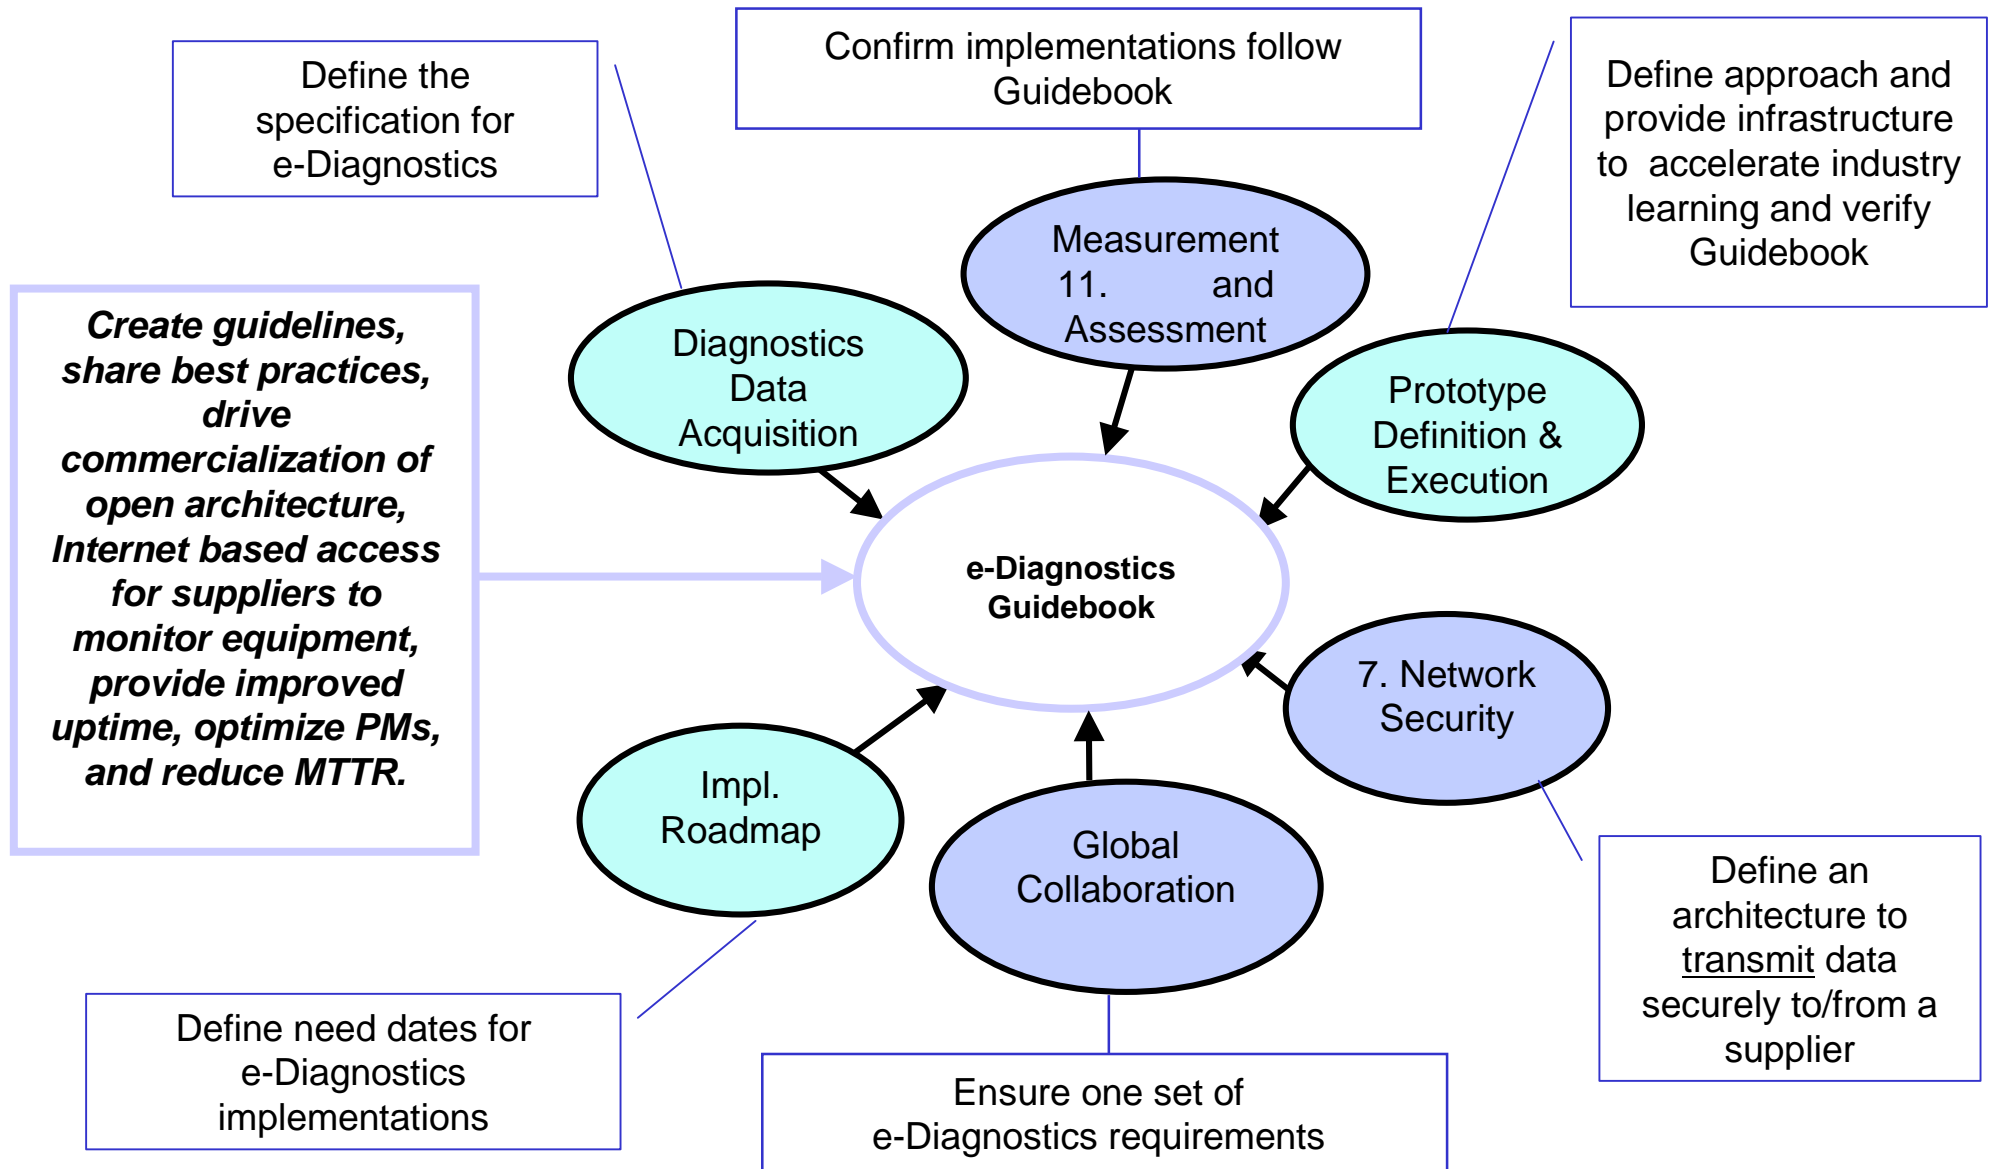 Confirm implementations follow
Guidebook
Define the
specification for
e-Diagnostics
Define approach and
provide infrastructure
to  accelerate industry
learning and verify
Guidebook
Measurement
11. and
Assessment
Create guidelines,
share best practices,
drive
commercialization of
open architecture,
Internet based access
for suppliers to
monitor equipment,
provide improved
uptime, optimize PMs,
and reduce MTTR.
Diagnostics
Data
Acquisition
Prototype
Definition &
Execution
e-Diagnostics
Guidebook
7. Network
Security
Impl.
Roadmap
Global
Collaboration
Define an
architecture to
transmit data
securely to/from a
supplier
Define need dates for
e-Diagnostics
implementations
Ensure one set of
e-Diagnostics requirements